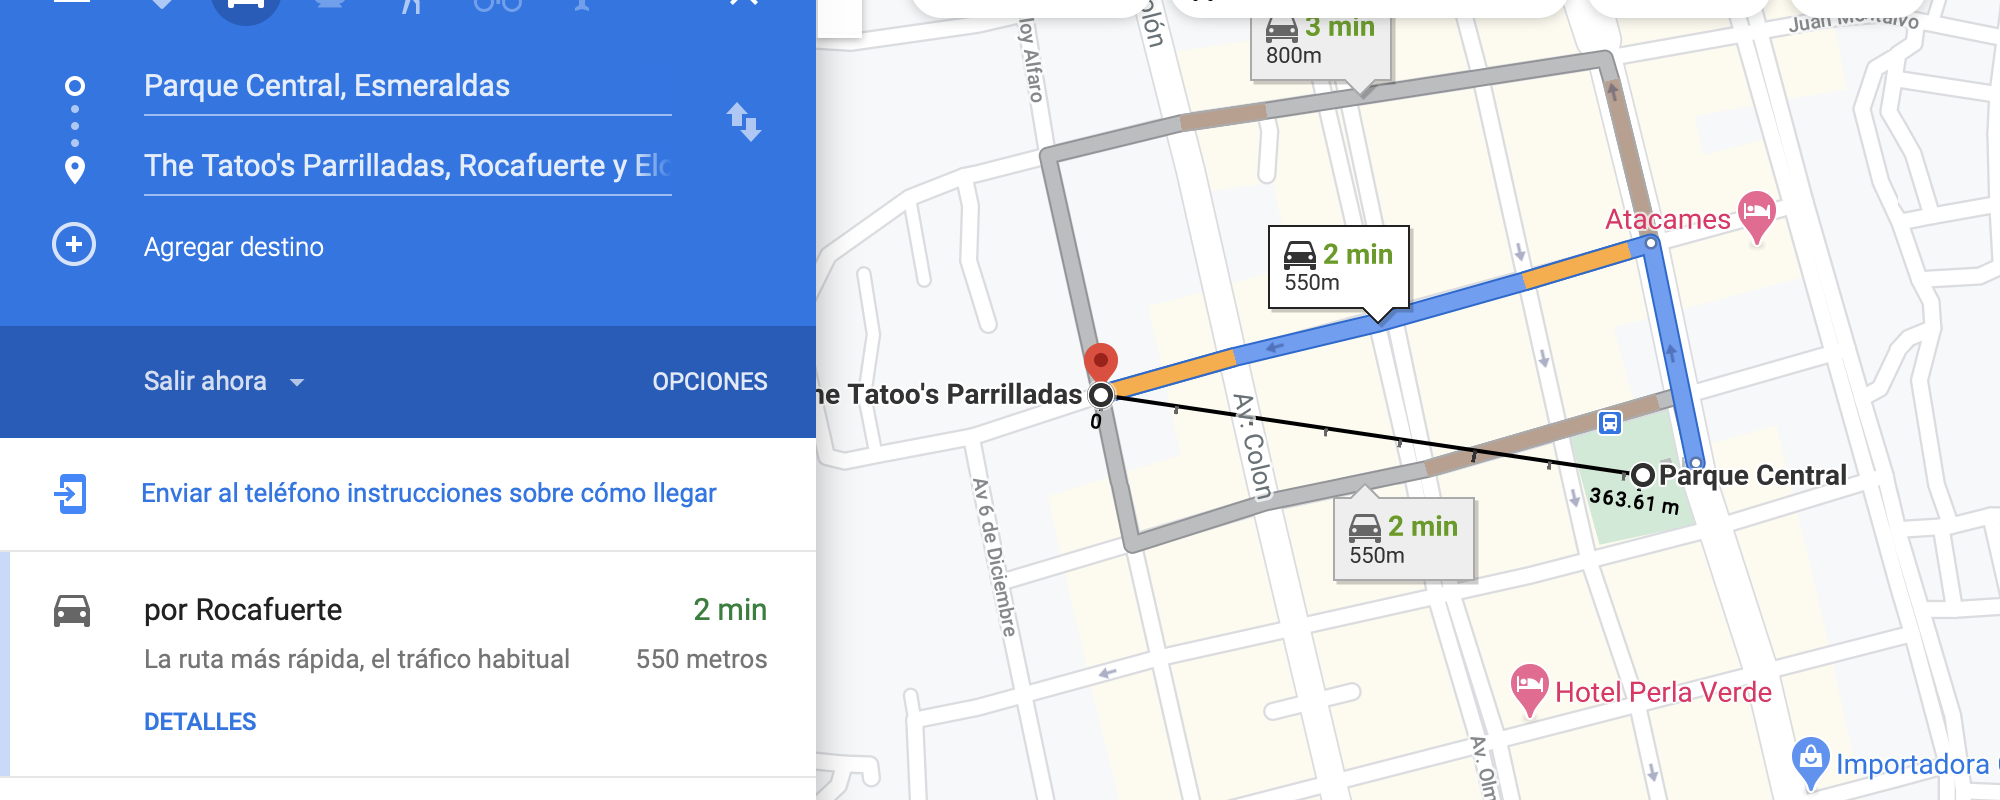 Parque Central, Esmeraldas
The Tatoo's Parrilladas, Rocafuerte y Elo
Agregar destino
Salir ahora
OPCIONES
Enviar al teléfono instrucciones sobre cómo llegar
por Rocafuerte
2 min
La ruta más rápida, el tráfico habitual
550 metros
DETALLES
loy Alfaro
olón
3 min
800m
Juan Montalvo
Atacames
2 min
550m
he Tatoo's Parrilladas
0
Av. Colon
Parque Central
363.61 m
2 min
550m
Av 6 de Diciembre
Hotel Perla Verde
Av. Olm
Importadora